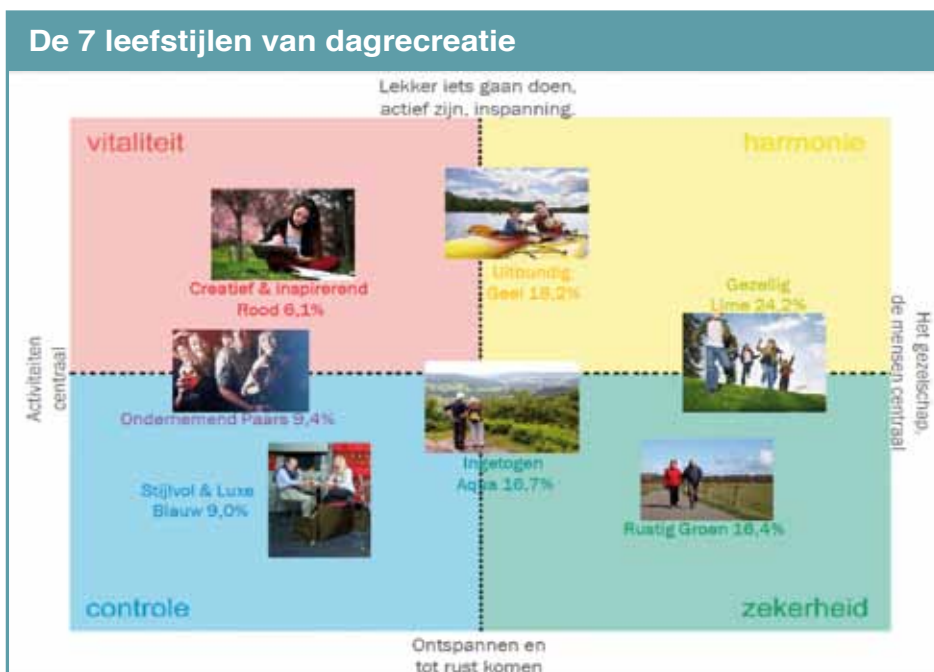 De 7 leefstijlen van dagrecreatie
Lekker iets gaan doen,
actief zijn, inspanning.
vitaliteit
harmonie
Creatief & inspirerend
Rood 6,1%
Uitbundig
Geel 18,2%
Gezellig
Lime 24,2%
Activiteiten
centraal
Het gezelschap,
de mensen centraal
Ondernemend Paars 9,4%
Ingetogen
Aqua 16,7%
Stijlvol & Luxe
Blauw 9,0%
Rustig Groen 16,4%
controle
zekerheid
Ontspannen en
tot rust komen